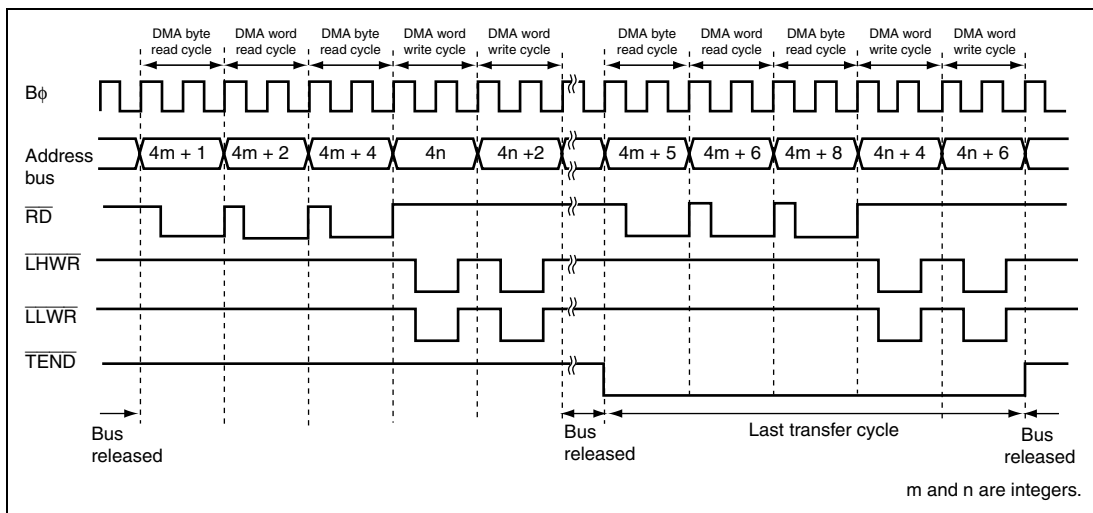 DMA byte read cycle DMA word read cycle DMA byte read cycle DMA word write cycle DMA word write cycle DMA byte read cycle DMA word read cycle DMA byte read cycle DMA word write cycle DMA word write cycle
Bϕ
Address bus 4m + 1 4m + 2 4m + 4 4n 4n +2 4m + 5 4m + 6 4m + 8 4n + 4 4n + 6
RD
LHWR
LLWR
TEND
Bus released Bus released Last transfer cycle Bus released
m and n are integers.